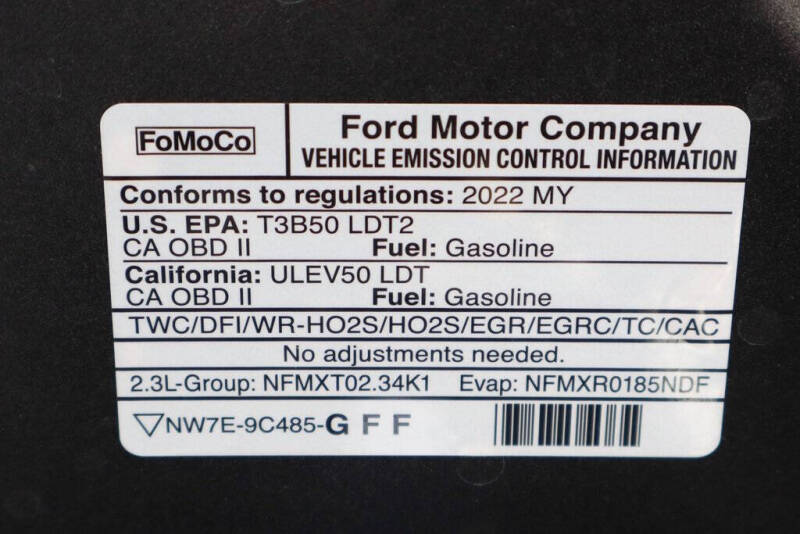 FoMoCo
Ford Motor Company
VEHICLE EMISSION CONTROL INFORMATION
Conforms to regulations: 2022 MY
U.S. EPA: T3B50 LDT2
CA OBD II Fuel: Gasoline
California: ULEV50 LDT
CA OBD II Fuel: Gasoline
TWC/DFI/WR-HO2S/HO2S/EGR/EGRC/TC/CAC
No adjustments needed.
2.3L-Group: NFMXT02.34K1 Evap: NFMXR0185NDF
NW7E-9C485-G F F